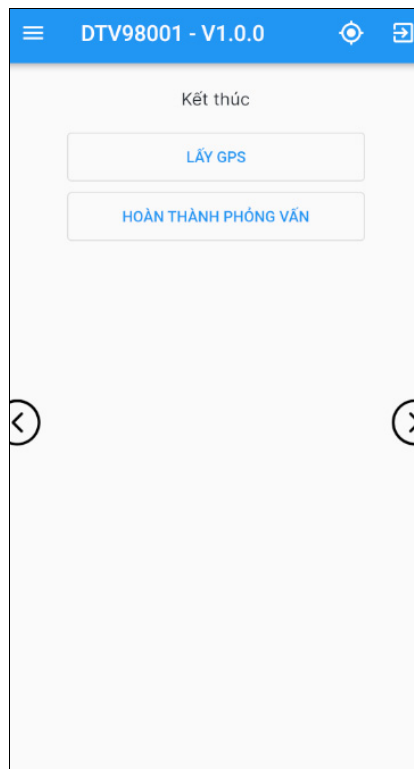 DTV98001 - V1.0.0
Kết thúc
LẤY GPS
HOÀN THÀNH PHỎNG VẤN